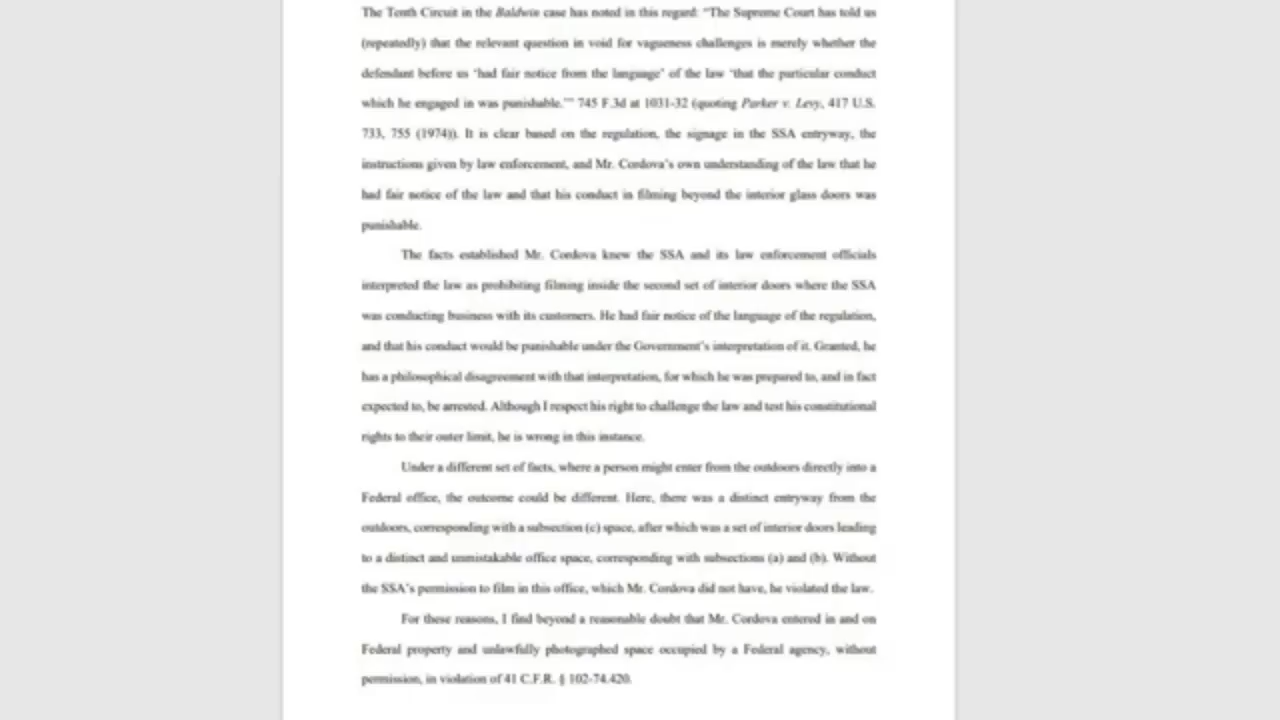 The Tenth Circuit in the Baldwin case has noted in this regard: “The Supreme Court has told us
(repeatedly) that the relevant question in void for vagueness challenges is merely whether the
defendant before us ‘had fair notice from the language’ of the law ‘that the particular conduct
which he engaged in was punishable.’” 745 F.3d at 1031-32 (quoting Parker v. Levy, 417 U.S.
733, 755 (1974)). It is clear based on the regulation, the signage in the SSA entryway, the
instructions given by law enforcement, and Mr. Cordova’s own understanding of the law that he
had fair notice of the law and that his conduct in filming beyond the interior glass doors was
punishable.
The facts established Mr. Cordova knew the SSA and its law enforcement officials
interpreted the law as prohibiting filming inside the second set of interior doors where the SSA
was conducting business with its customers. He had fair notice of the language of the regulation,
and that his conduct would be punishable under the Government’s interpretation of it. Granted, he
has a philosophical disagreement with that interpretation, for which he was prepared to, and in fact
expected to, be arrested. Although I respect his right to challenge the law and test his constitutional
rights to their outer limit, he is wrong in this instance.
Under a different set of facts, where a person might enter from the outdoors directly into a
Federal office, the outcome could be different. Here, there was a distinct entryway from the
outdoors, corresponding with a subsection (c) space, after which was a set of interior doors leading
to a distinct and unmistakable office space, corresponding with subsections (a) and (b). Without
the SSA’s permission to film in this office, which Mr. Cordova did not have, he violated the law.
For these reasons, I find beyond a reasonable doubt that Mr. Cordova entered in and on
Federal property and unlawfully photographed space occupied by a Federal agency, without
permission, in violation of 41 C.F.R. § 102-74.420.